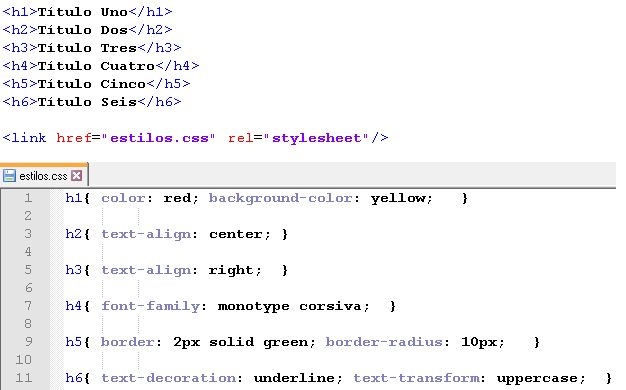 <h1>Titulo Uno</h1>
<h2>Titulo Dos</h2>
<h3>Titulo Tres</h3>
<h4>Titulo Cuatro</h4>
<h5>Titulo Cinco</h5>
<h6>Titulo Seis</h6>
<link href="estilos.css" rel="stylesheet"/>
estilos.css
1 h1{ color: red; background-color: yellow; }
2
3 h2{ text-align: center; }
4
5 h3{ text-align: right; }
6
7 h4{ font-family: monotype corsiva; }
8
9 h5{ border: 2px solid green; border-radius: 10px; }
10
11 h6{ text-decoration: underline; text-transform: uppercase; }